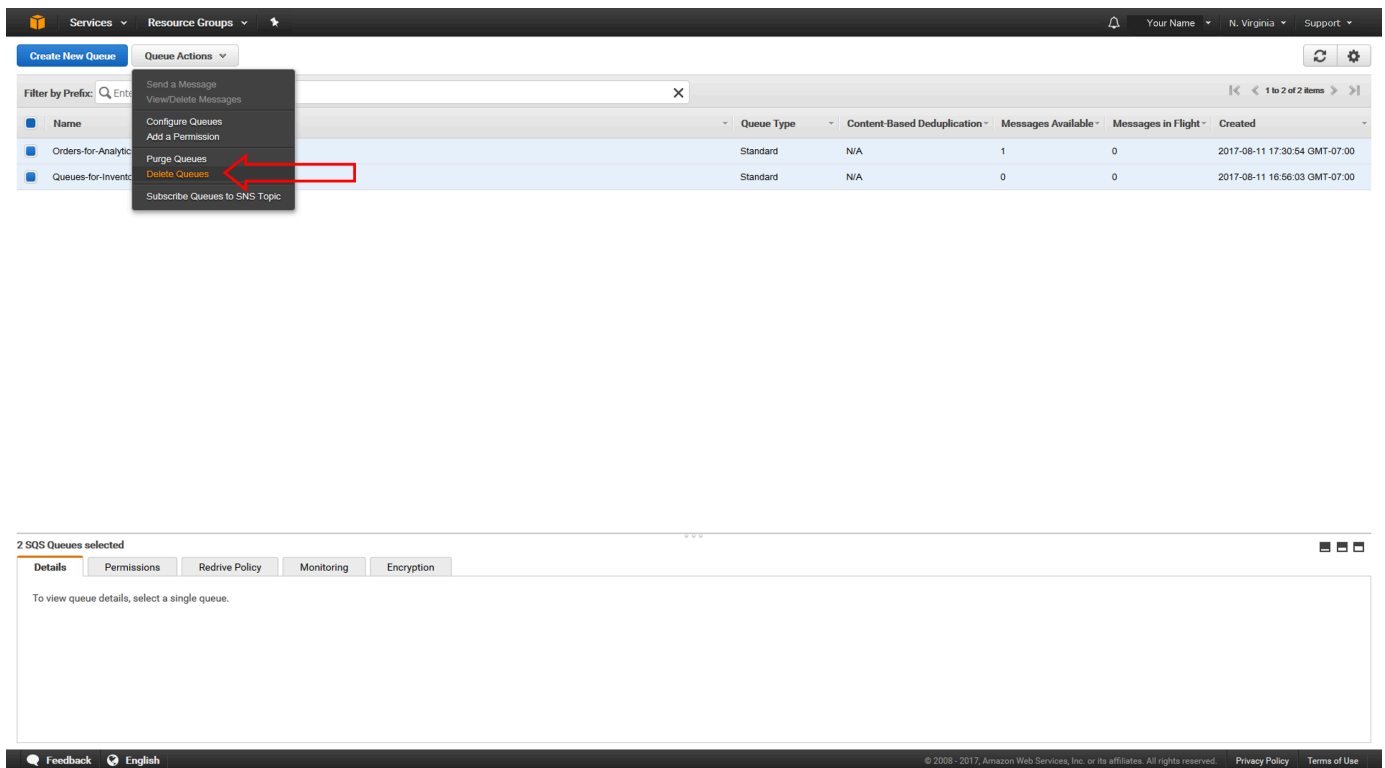 Services Resource Groups Your Name N. Virginia Support
Create New Queue Queue Actions
Send a Message
Filter by Prefix: 1 to 2 of 2 items
View/Delete Messages
Name Configure Queues Queue Type Content-Based Deduplication Messages Available Messages in Flight Created
Add a Permission
Orders-for-Analytic Standard N/A 1 0 2017-08-11 17:30:54 GMT-07:00
Purge Queues
Delete Queues
Queues-for-Invento Standard N/A 0 0 2017-08-11 16:56:03 GMT-07:00
Subscribe Queues to SNS Topic
2 SQS Queues selected
Details Permissions Redrive Policy Monitoring Encryption
To view queue details, select a single queue.
Feedback English © 2008 - 2017, Amazon Web Services, Inc. or its affiliates. All rights reserved. Privacy Policy Terms of Use